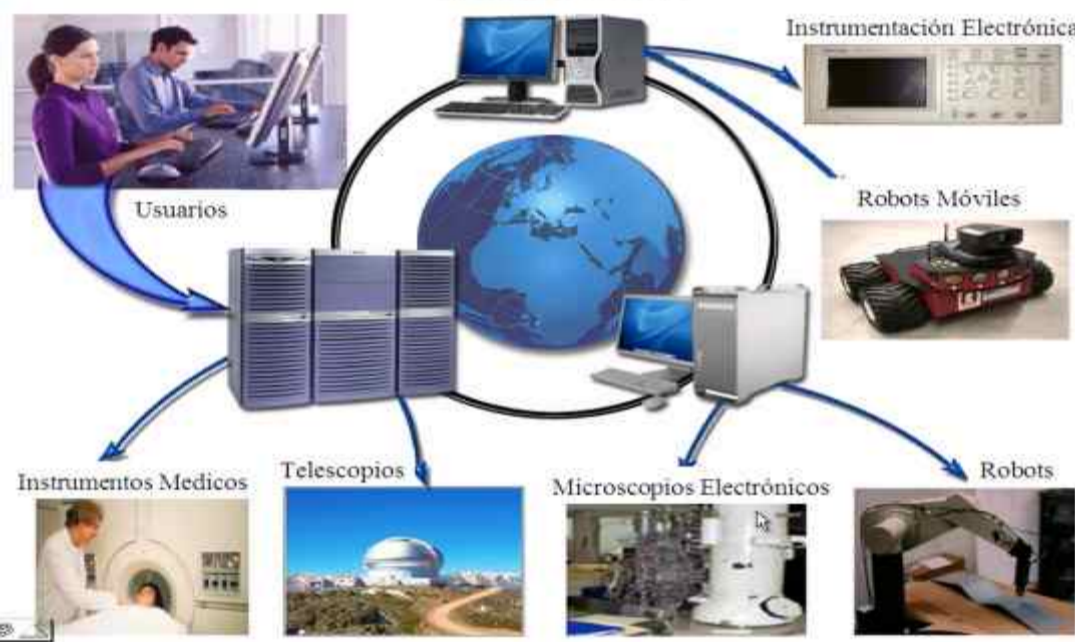 Instrumentación Electrónica
Usuarios
Robots Móviles
Instrumentos Medicos
Telescopios
Microscopios Electrónicos
Robots